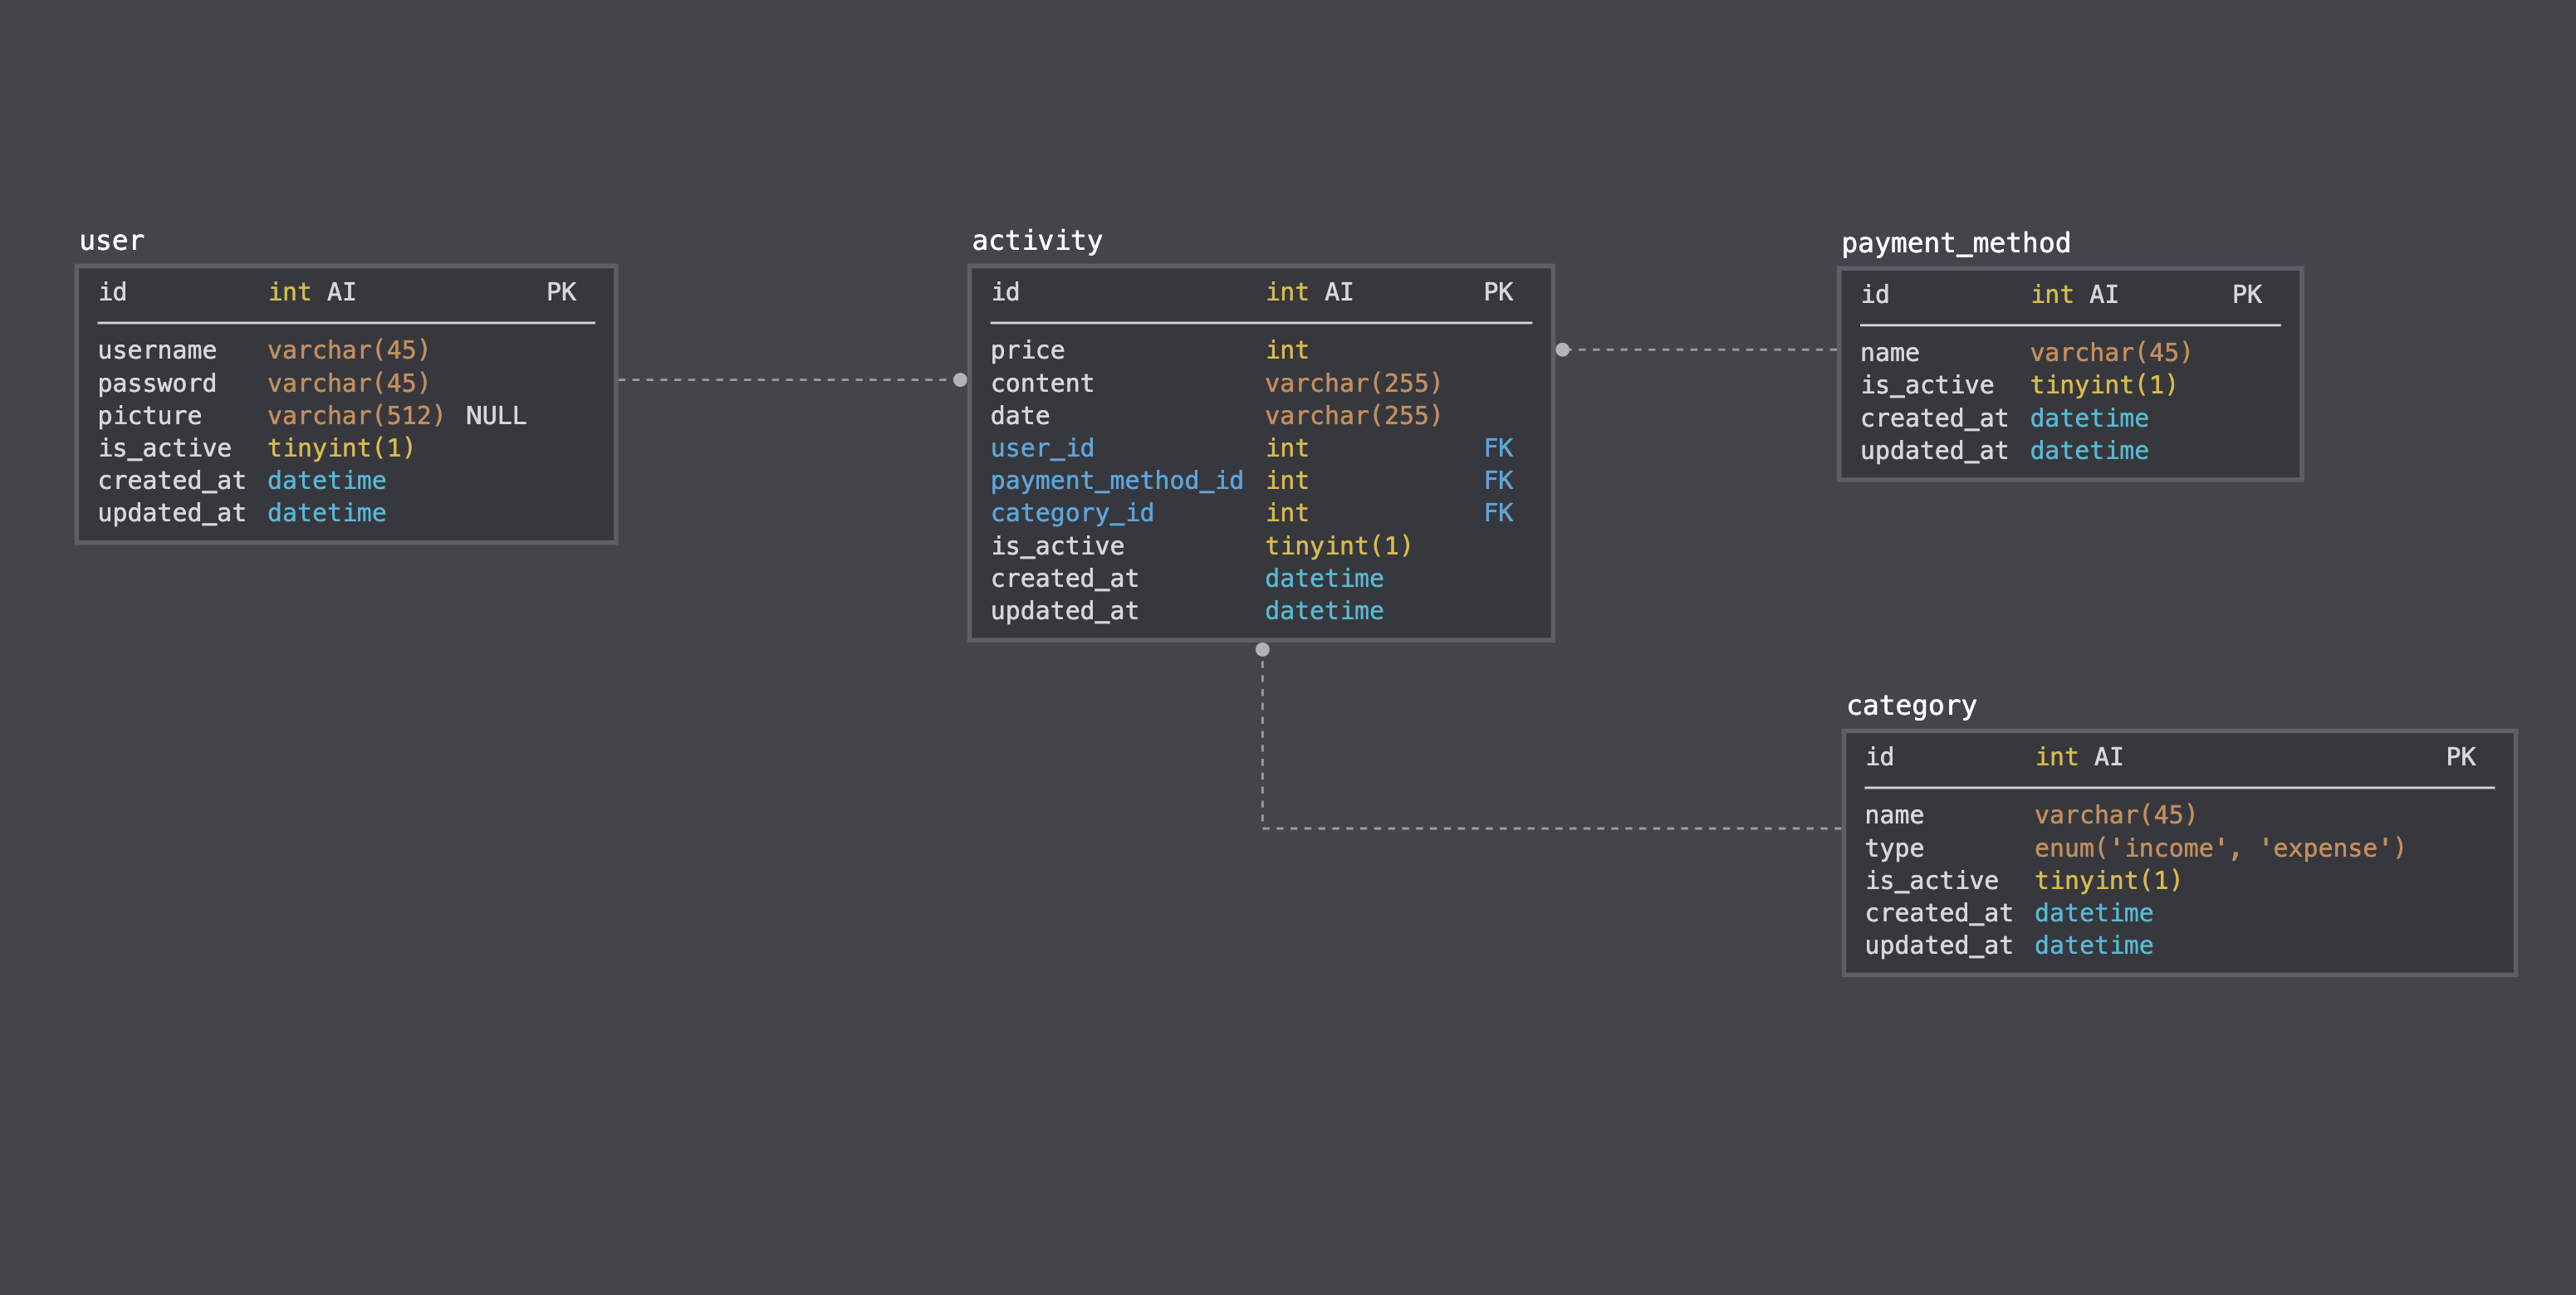 user
id int AI PK
username varchar(45)
password varchar(45)
picture varchar(512) NULL
is_active tinyint(1)
created_at datetime
updated_at datetime
activity
id int AI PK
price int
content varchar(255)
date varchar(255)
user_id int FK
payment_method_id int FK
category_id int FK
is_active tinyint(1)
created_at datetime
updated_at datetime
payment_method
id int AI PK
name varchar(45)
is_active tinyint(1)
created_at datetime
updated_at datetime
category
id int AI PK
name varchar(45)
type enum('income', 'expense')
is_active tinyint(1)
created_at datetime
updated_at datetime